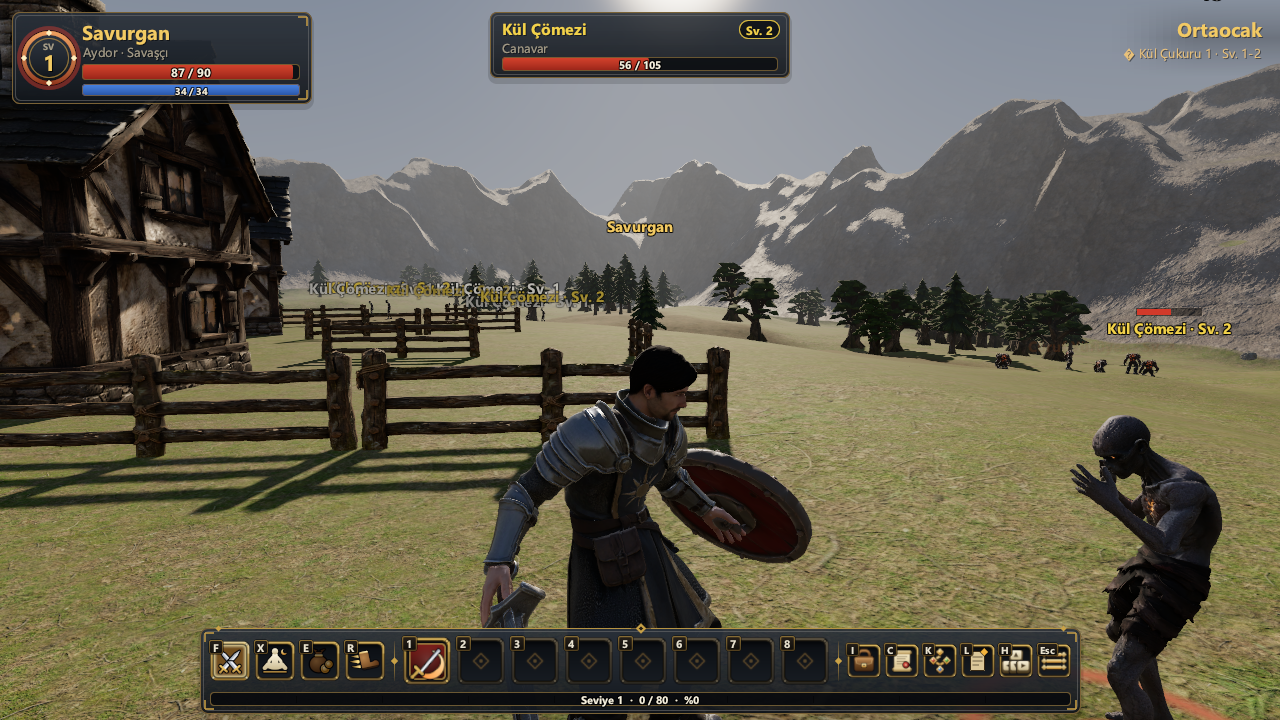 SV
1
Savurgan
Aydor · Savaşçı
87 / 90
34 / 34
Kül Çömezi
Sv. 2
Canavar
56 / 105
Ortaocak
Kül Çukuru 1 · Sv. 1-2
Savurgan
Kül Çömezi · Sv. 2
Kül Çömezi · Sv. 2
F
X
E
R
1
2
3
4
5
6
7
8
I
C
K
L
H
Esc
Seviye 1 · 0 / 80 · %0